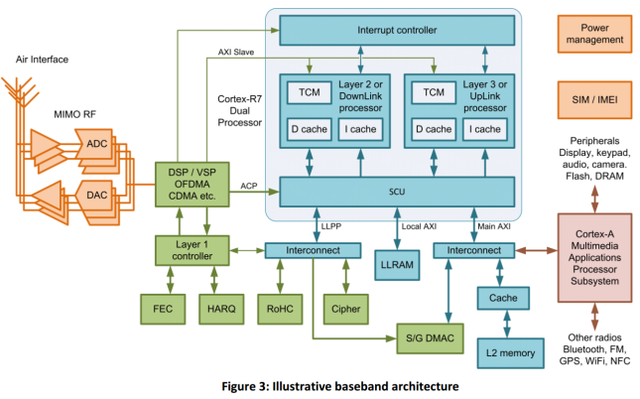 Air Interface
MIMO RF
ADC
DAC
Cortex-R7
Dual
Processor
AXI Slave
Interrupt controller
TCM
Layer 2 or
DownLink
processor
D cache
I cache
TCM
Layer 3 or
UpLink
processor
D cache
I cache
SCU
ACP
DSP / VSP
OFDMA
CDMA etc.
Layer 1
controller
FEC
HARQ
LLPP
Interconnect
RoHC
Cipher
Local AXI
LLRAM
Main AXI
Interconnect
Cache
L2 memory
S/G DMAC
Power
management
SIM / IMEI
Peripherals
Display, keypad,
audio, camera.
Flash, DRAM
Cortex-A
Multimedia
Applications
Processor
Subsystem
Other radios
Bluetooth, FM,
GPS, WiFi, NFC
Figure 3: Illustrative baseband architecture